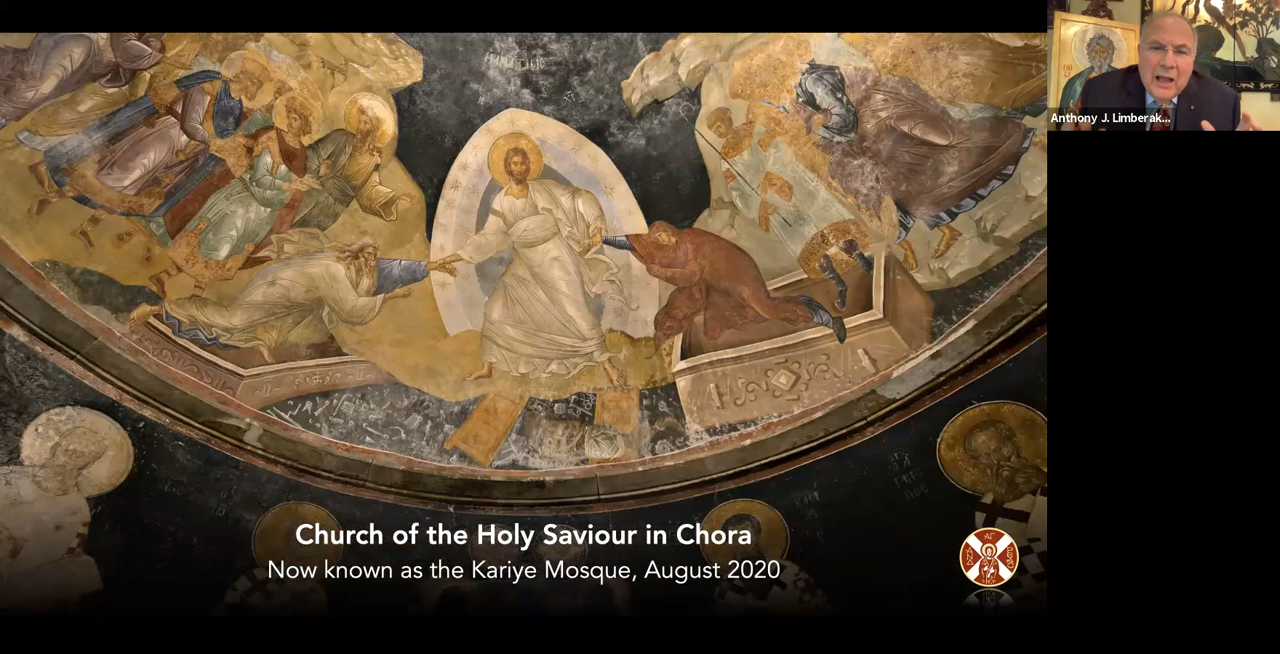 Anthony J. Limberak...
Church of the Holy Saviour in Chora
Now known as the Kariye Mosque, August 2020